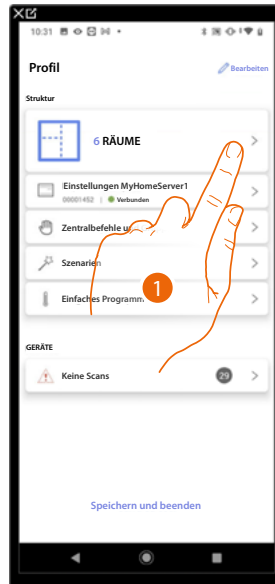 10:31
Profil
Bearbeiten
Struktur
6 RÄUME
Einstellungen MyHomeServer1
00001452 | Verbunden
Zentralbefehle u
Szenarien
Einfaches Programm
1
GERÄTE
Keine Scans
29
Speichern und beenden